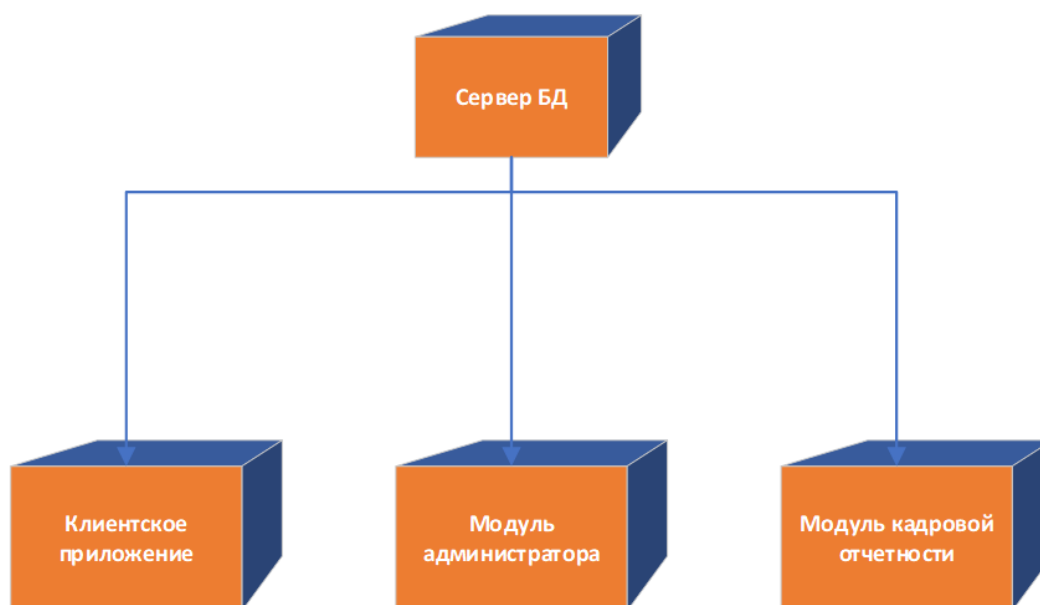 Сервер БД
Клиентское
приложение
Модуль
администратора
Модуль кадровой
отчетности